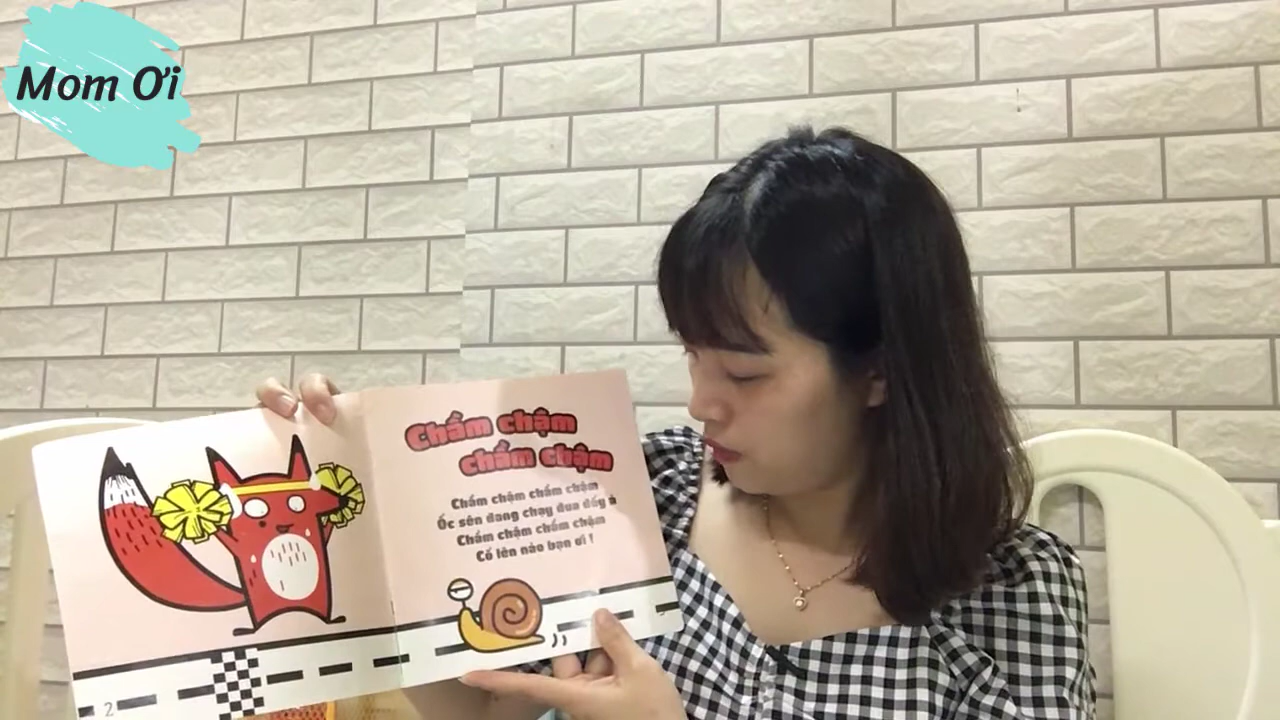 Mom Ơi
Chầm chậm
chầm chậm
Chầm chậm chầm chậm
Ốc sên đang chạy đua đấy à
Chầm chậm chầm chậm
Cố lên nào bạn ơi !
2